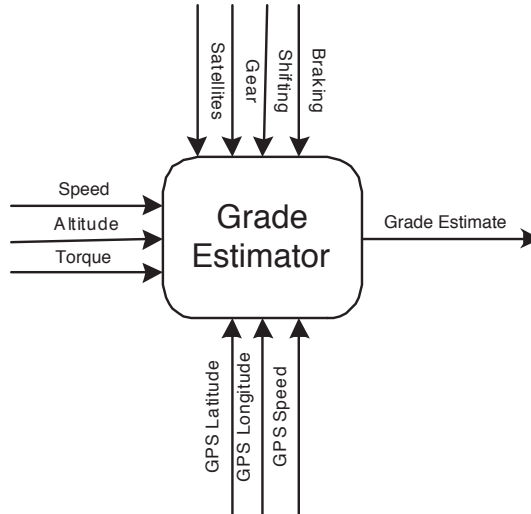 Satellites
Gear
Shifting
Braking
Speed
Altitude
Torque
Grade
Estimator
Grade Estimate
GPS Latitude
GPS Longitude
GPS Speed